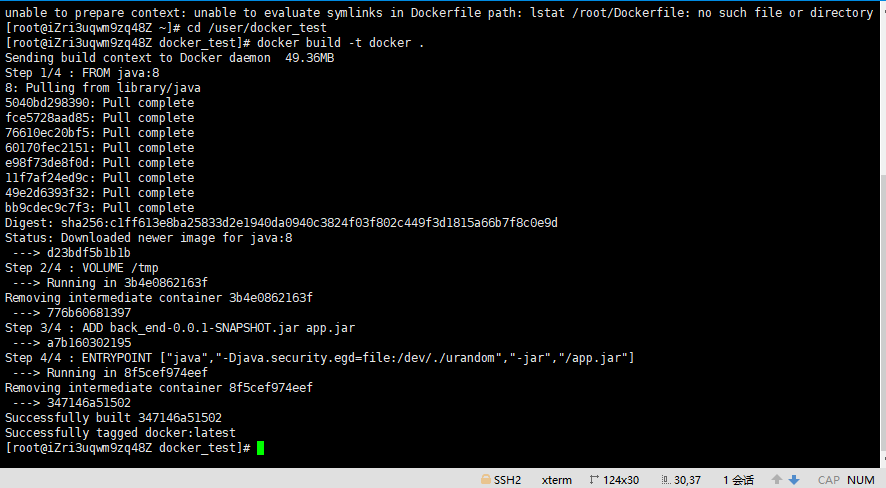 unable to prepare context: unable to evaluate symlinks in Dockerfile path: lstat /root/Dockerfile: no such file or directory
[root@iZri3uqwm9zq48Z ~]# cd /user/docker_test
[root@iZri3uqwm9zq48Z docker_test]# docker build -t docker .
Sending build context to Docker daemon  49.36MB
Step 1/4 : FROM java:8
8: Pulling from library/java
5040bd298390: Pull complete
fce5728aad85: Pull complete
76610ec20bf5: Pull complete
60170fec2151: Pull complete
e98f73de8f0d: Pull complete
11f7af24ed9c: Pull complete
49e2d6393f32: Pull complete
bb9cdec9c7f3: Pull complete
Digest: sha256:c1ff613e8ba25833d2e1940da0940c3824f03f802c449f3d1815a66b7f8c0e9d
Status: Downloaded newer image for java:8
 ---> d23bdf5b1b1b
Step 2/4 : VOLUME /tmp
 ---> Running in 3b4e0862163f
Removing intermediate container 3b4e0862163f
 ---> 776b60681397
Step 3/4 : ADD back_end-0.0.1-SNAPSHOT.jar app.jar
 ---> a7b160302195
Step 4/4 : ENTRYPOINT ["java","-Djava.security.egd=file:/dev/./urandom","-jar","/app.jar"]
 ---> Running in 8f5cef974eef
Removing intermediate container 8f5cef974eef
 ---> 347146a51502
Successfully built 347146a51502
Successfully tagged docker:latest
[root@iZri3uqwm9zq48Z docker_test]#
SSH2 xterm 124x30 30,37 1 会话 CAP NUM